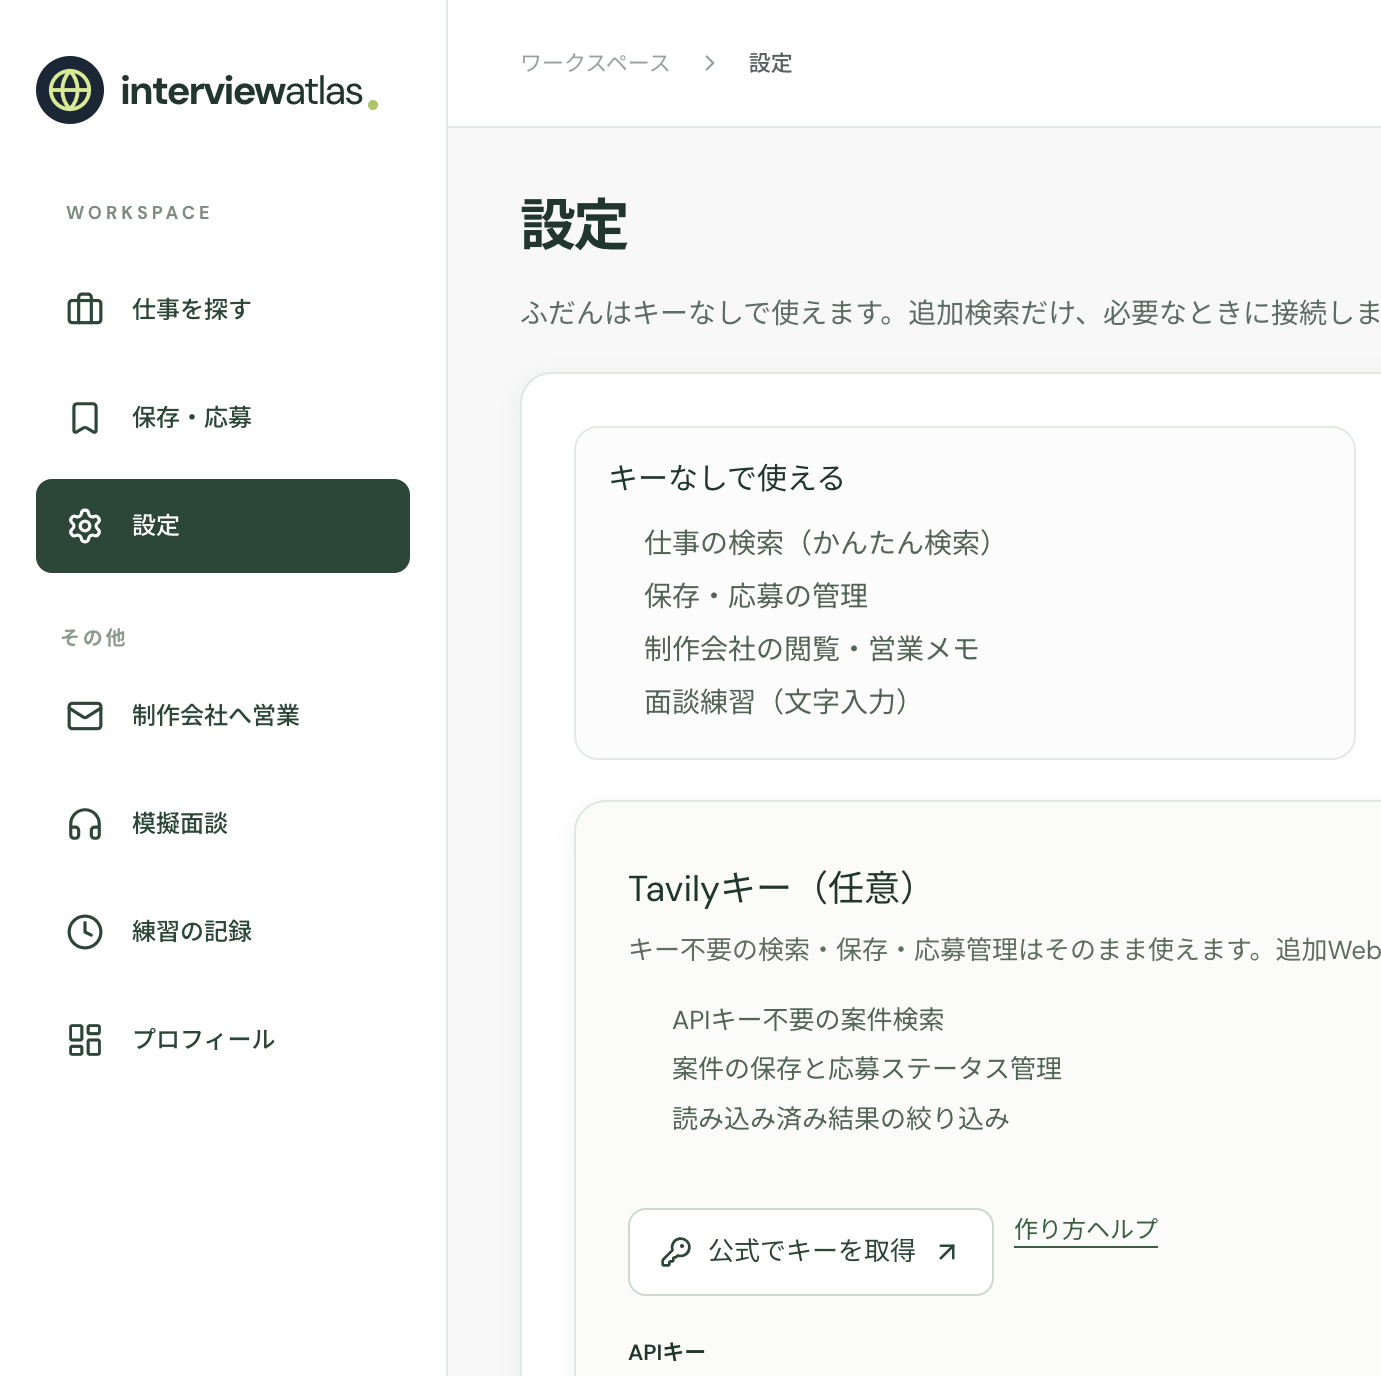 interviewatlas.
WORKSPACE
仕事を探す
保存・応募
設定
その他
制作会社へ営業
模擬面談
練習の記録
プロフィール
ワークスペース > 設定
設定
ふだんはキーなしで使えます。追加検索だけ、必要なときに接続しま
キーなしで使える
仕事の検索（かんたん検索）
保存・応募の管理
制作会社の閲覧・営業メモ
面談練習（文字入力）
Tavilyキー（任意）
キー不要の検索・保存・応募管理はそのまま使えます。追加Web
APIキー不要の案件検索
案件の保存と応募ステータス管理
読み込み済み結果の絞り込み
公式でキーを取得
作り方ヘルプ
APIキー